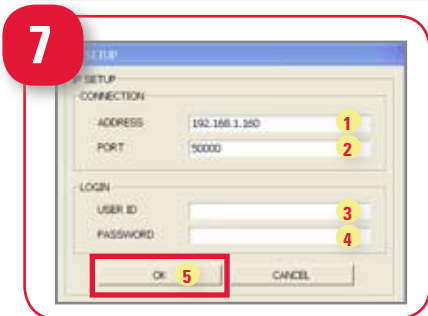 7
SETUP
IP SETUP
CONNECTION
ADDRESS 192.168.1.160 1
PORT 50000 2
LOGIN
USER ID 3
PASSWORD 4
OK 5 CANCEL